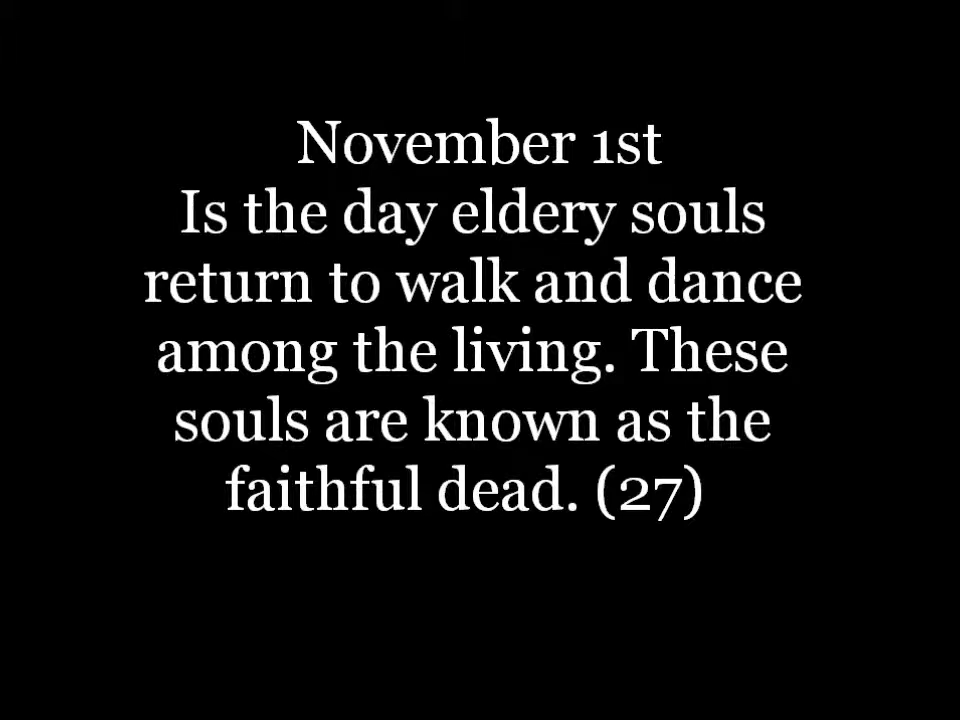 November 1st
Is the day eldery souls
return to walk and dance
among the living. These
souls are known as the
faithful dead. (27)